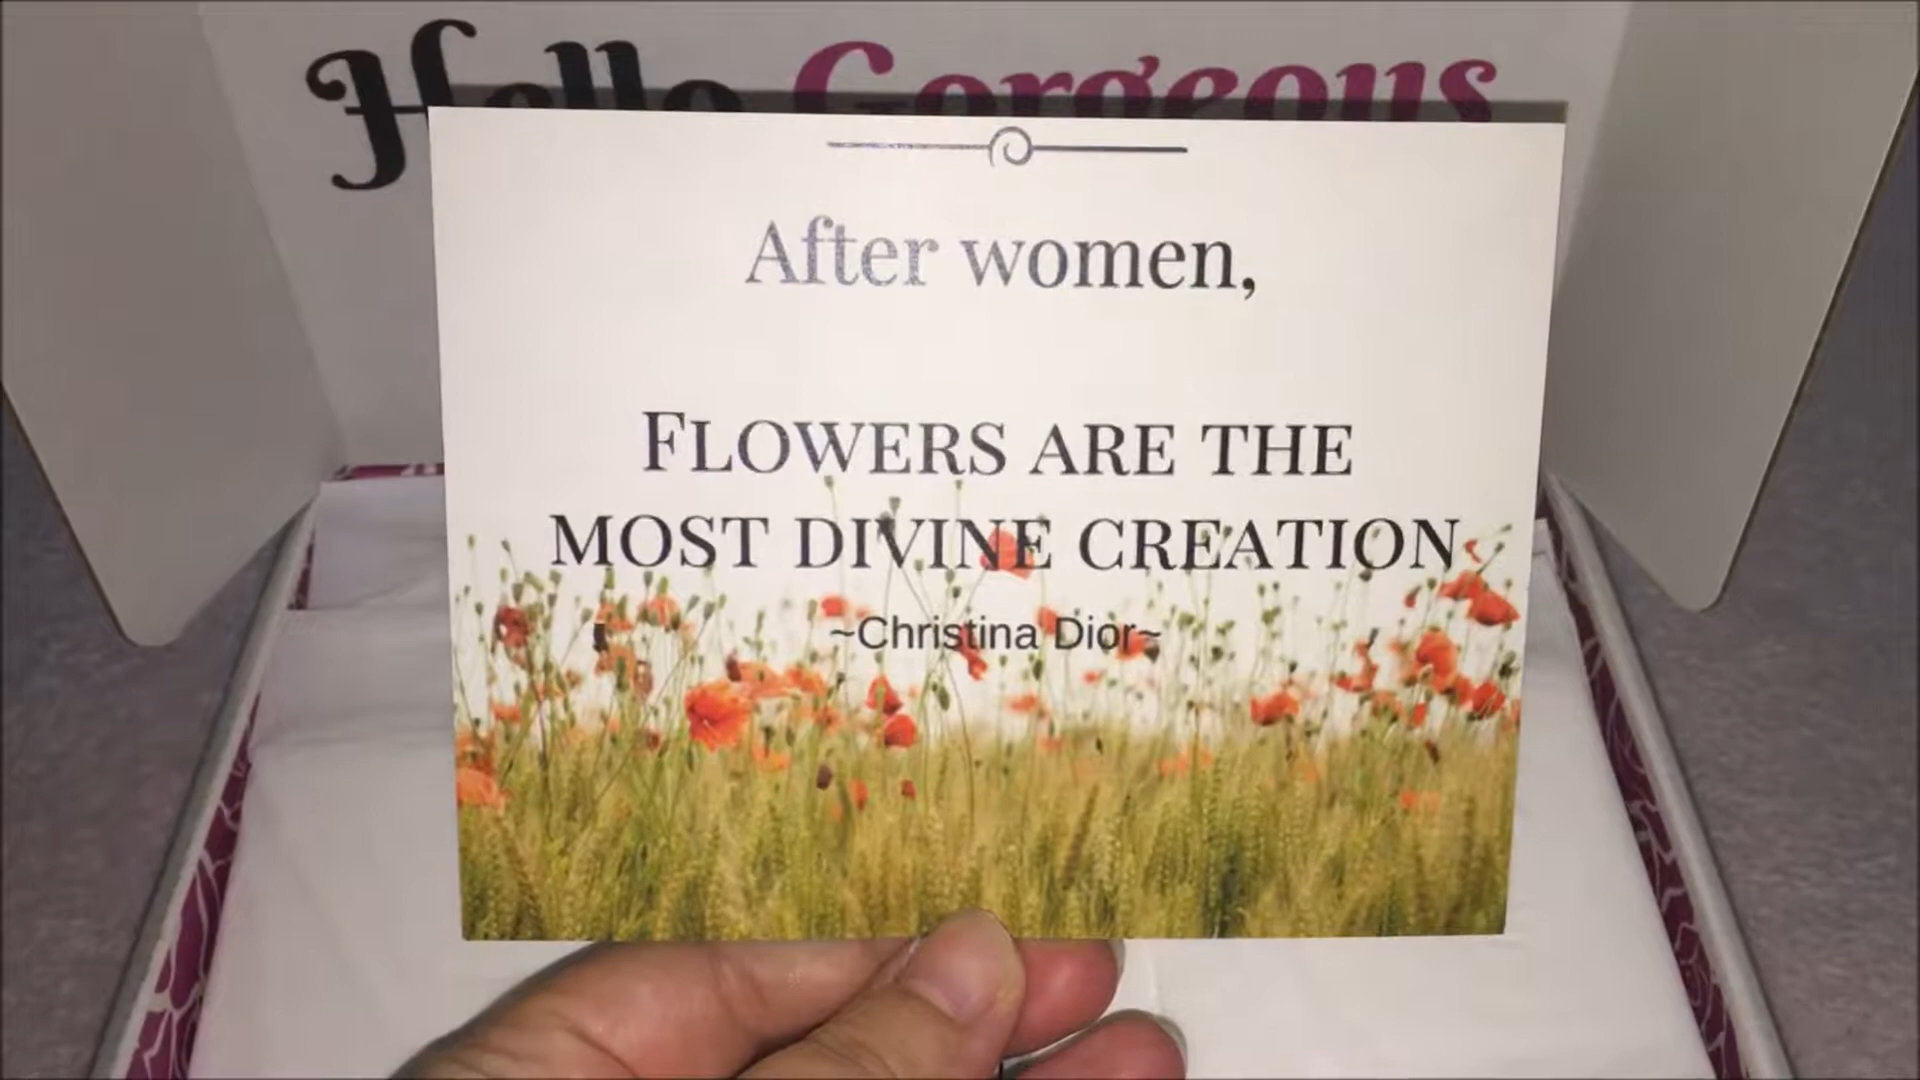 Hello Gorgeous
After women,
FLOWERS ARE THE
MOST DIVINE CREATION
~Christina Dior~